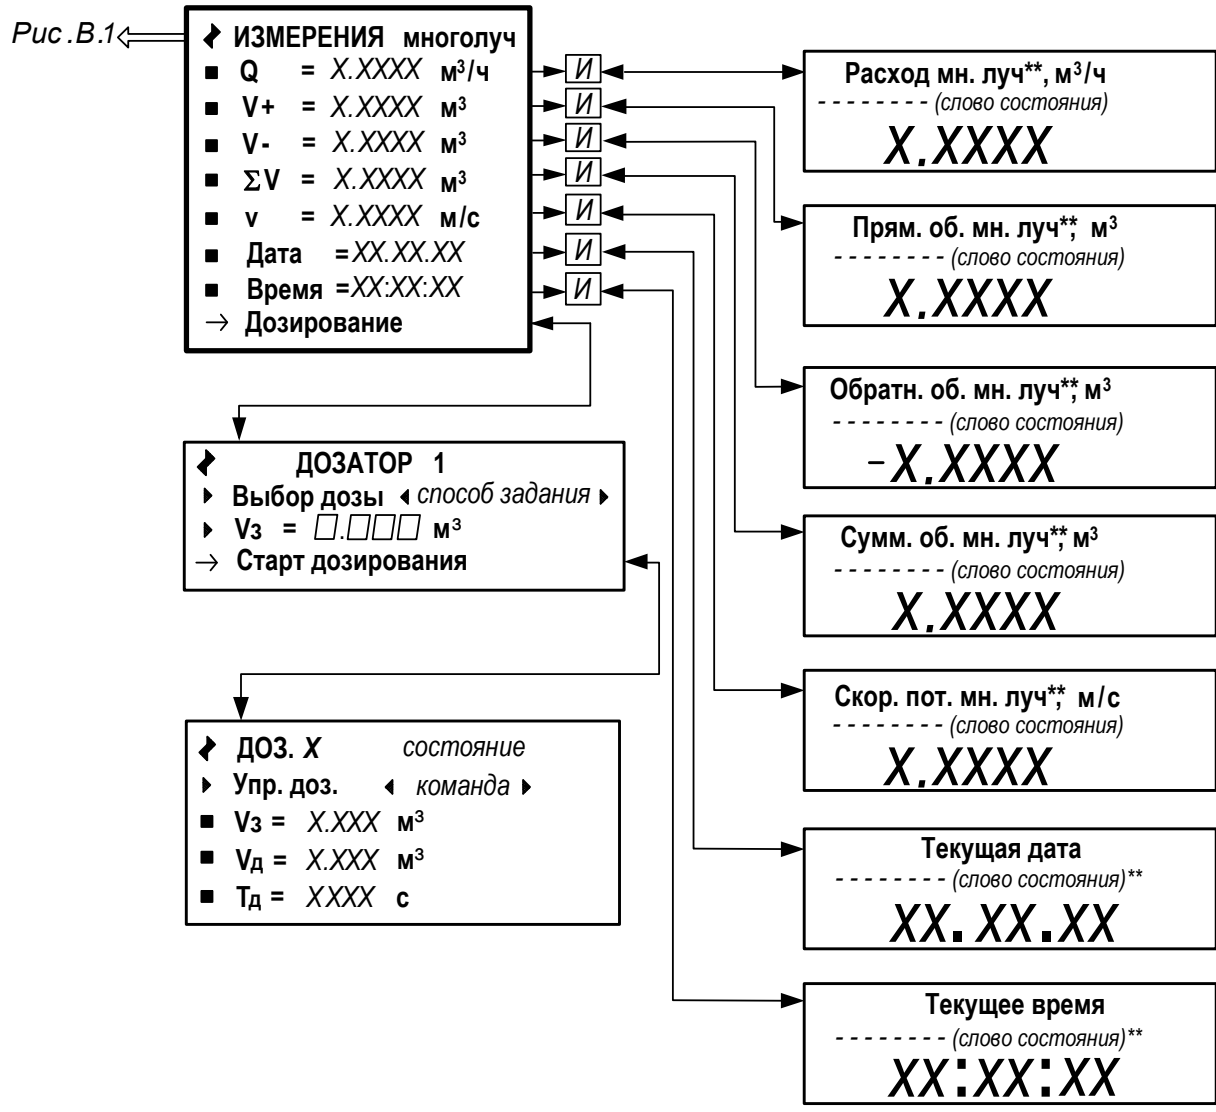 Рис.В.1
ИЗМЕРЕНИЯ многолуч
Q = X.XXXX м³/ч
V+ = X.XXXX м³
V- = X.XXXX м³
ΣV = X.XXXX м³
v = X.XXXX м/с
Дата =XX.XX.XX
Время =XX:XX:XX
→ Дозирование
И
И
И
И
И
И
И
ДОЗАТОР 1
Выбор дозы способ задания
Vз = 0.000 м³
→ Старт дозирования
ДОЗ. X состояние
Упр. доз. команда
Vз = X.XXX м³
Vд = X.XXX м³
Tд = XXXX с
Расход мн. луч**, м³/ч
- - - - - - - - (слово состояния)
X.XXXX
Прям. об. мн. луч**, м³
- - - - - - - - (слово состояния)
X.XXXX
Обратн. об. мн. луч**, м³
- - - - - - - - (слово состояния)
-X.XXXX
Сумм. об. мн. луч**, м³
- - - - - - - - (слово состояния)
X.XXXX
Скор. пот. мн. луч**, м/с
- - - - - - - - (слово состояния)
X.XXXX
Текущая дата
- - - - - - - - (слово состояния)**
XX.XX.XX
Текущее время
- - - - - - - - (слово состояния)**
XX:XX:XX